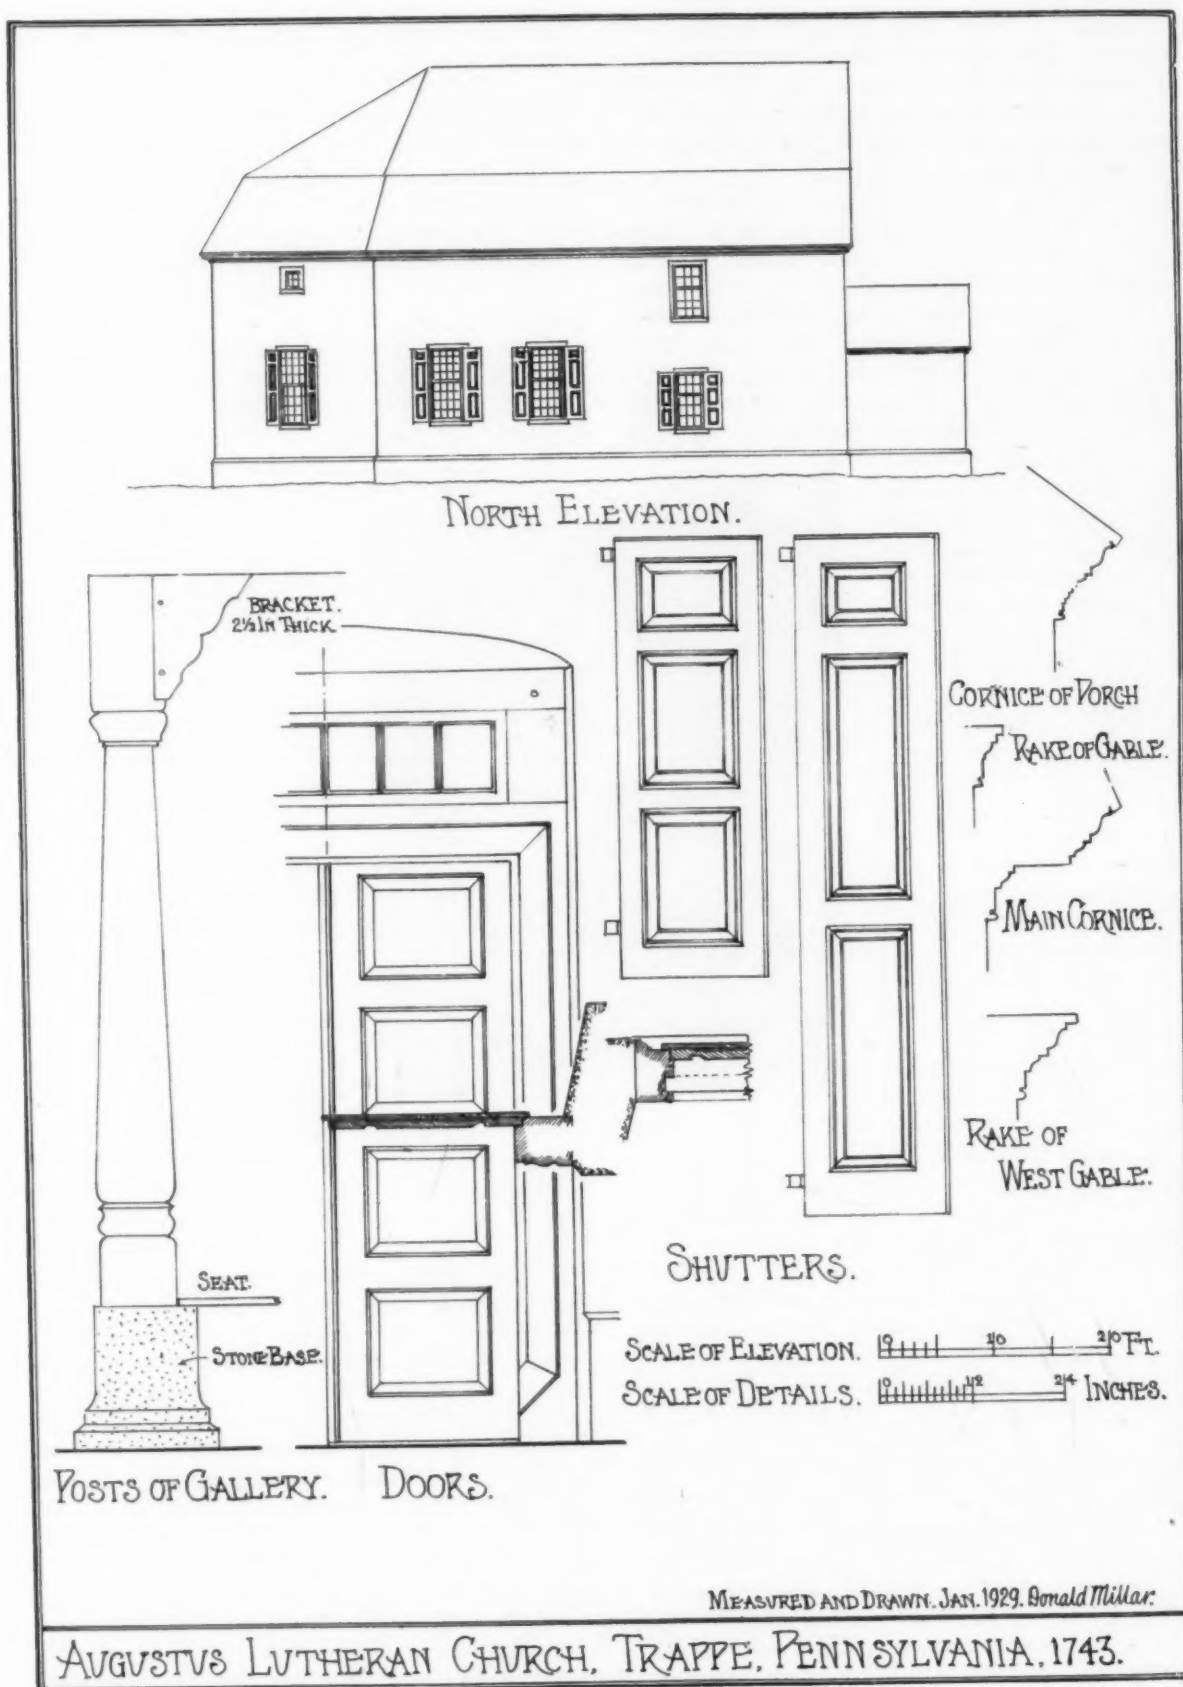 NORTH ELEVATION.
BRACKET.
2½ IN THICK
CORNICE OF PORCH
RAKE OF GABLE.
MAIN CORNICE.
RAKE OF
WEST GABLE.
SHUTTERS.
SEAT.
STONE BASE.
SCALE OF ELEVATION. 0 10 20 FT.
SCALE OF DETAILS. 0 12 24 INCHES.
POSTS OF GALLERY. DOORS.
MEASURED AND DRAWN. JAN. 1929. Donald Millar.
AUGUSTUS LUTHERAN CHURCH, TRAPPE, PENNSYLVANIA, 1743.